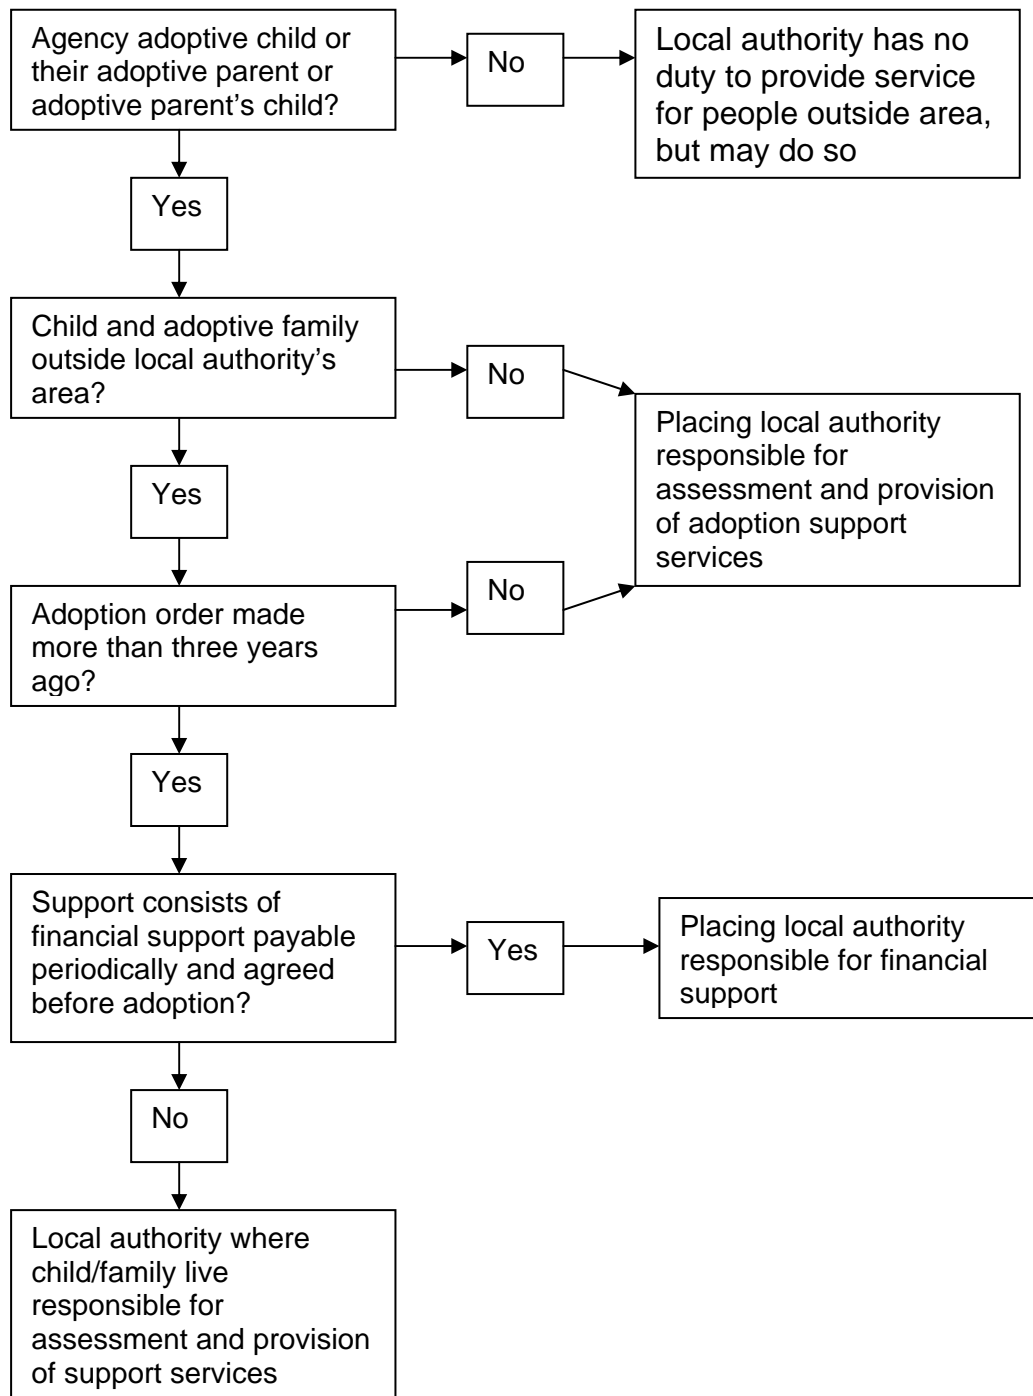 Agency adoptive child or
their adoptive parent or
adoptive parent's child?
No
Local authority has no
duty to provide service
for people outside area,
but may do so
Yes
Child and adoptive family
outside local authority's
area?
No
Placing local authority
responsible for
assessment and provision
of adoption support
services
Yes
No
Adoption order made
more than three years
ago?
Yes
Support consists of
financial support payable
periodically and agreed
before adoption?
Yes
Placing local authority
responsible for financial
support
No
Local authority where
child/family live
responsible for
assessment and provision
of support services